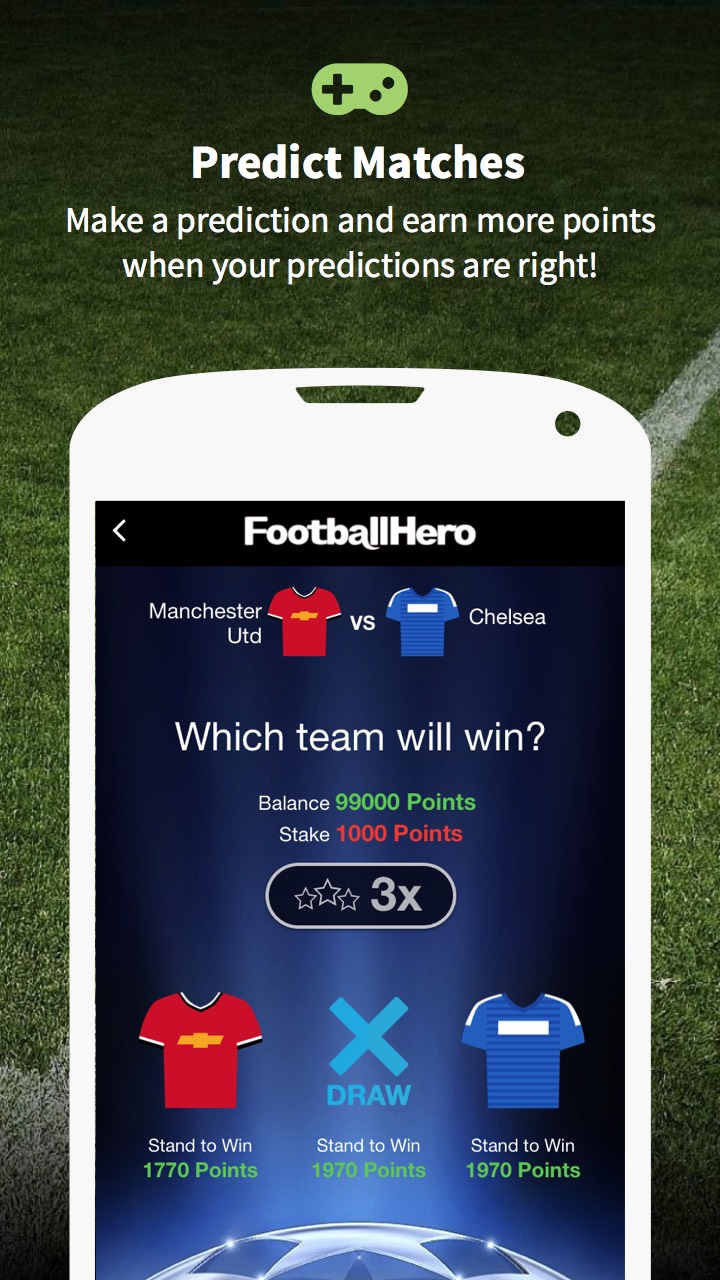 Predict Matches
Make a prediction and earn more points
when your predictions are right!
FootballHero
Manchester
Utd
vs
Chelsea
Which team will win?
Balance 99000 Points
Stake 1000 Points
3x
DRAW
Stand to Win
1770 Points
Stand to Win
1970 Points
Stand to Win
1970 Points